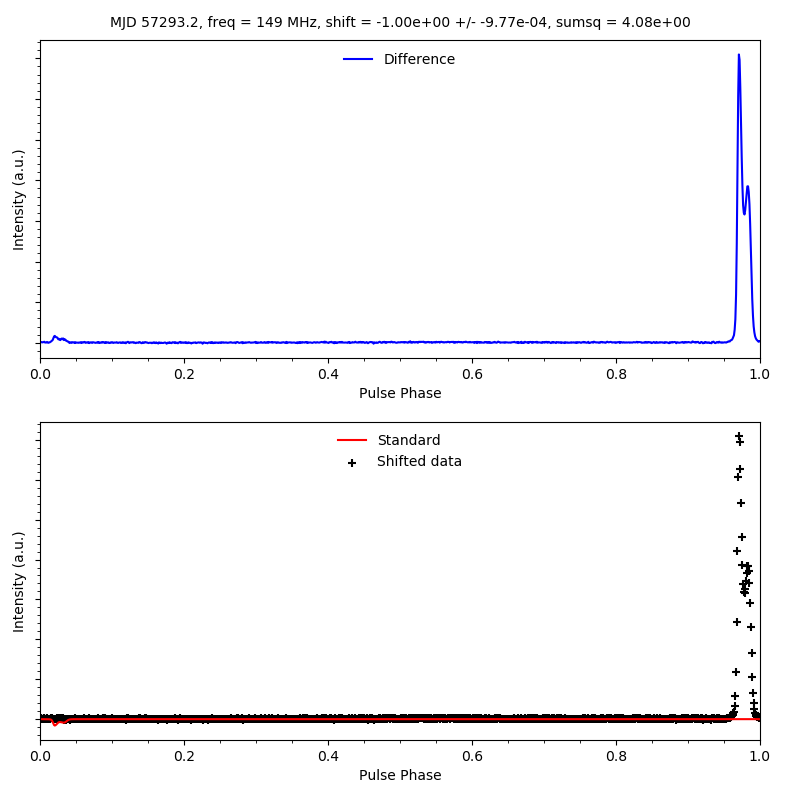 MJD 57293.2, freq = 149 MHz, shift = -1.00e+00 +/- -9.77e-04, sumsq = 4.08e+00
Difference
Intensity (a.u.)
0.0 0.2 0.4 0.6 0.8 1.0
Pulse Phase
Standard
Shifted data
Intensity (a.u.)
0.0 0.2 0.4 0.6 0.8 1.0
Pulse Phase